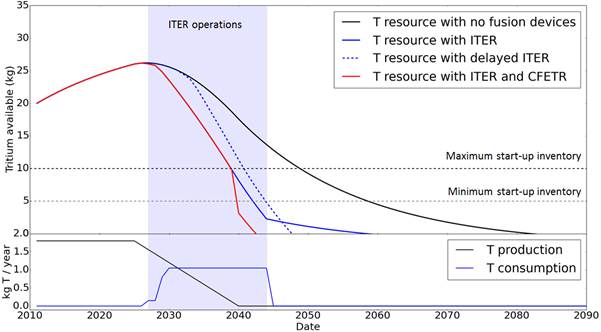 35
ITER operations
T resource with no fusion devices
T resource with ITER
T resource with delayed ITER
T resource with ITER and CFETR
30
25
20
15
10
5
Tritium available (kg)
Maximum start-up inventory
Minimum start-up inventory
2.0
1.5
1.0
0.5
0.0
kg T / year
T production
T consumption
2010 2020 2030 2040 2050 2060 2070 2080 2090
Date